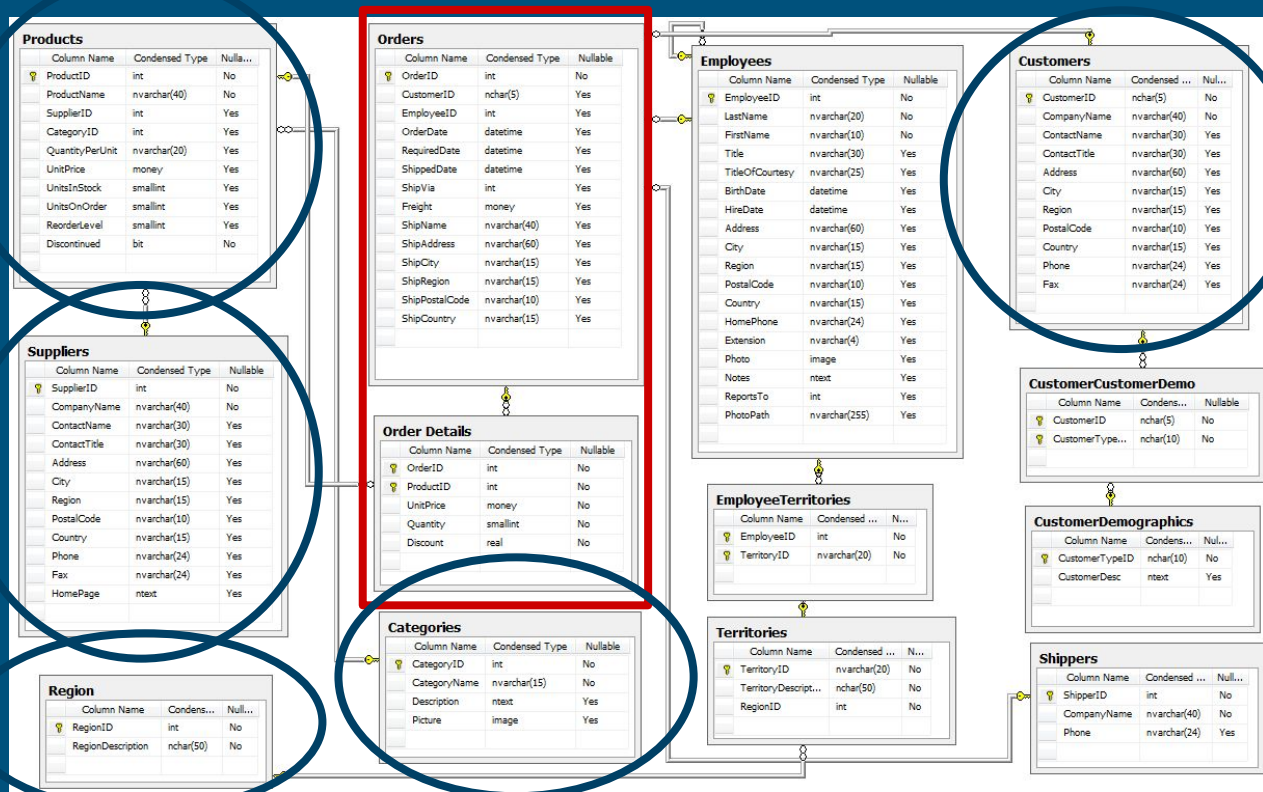 Products
Column Name Condensed Type Nulla...
ProductID int No
ProductName nvarchar(40) No
SupplierID int Yes
CategoryID int Yes
QuantityPerUnit nvarchar(20) Yes
UnitPrice money Yes
UnitsInStock smallint Yes
UnitsOnOrder smallint Yes
ReorderLevel smallint Yes
Discontinued bit No
Suppliers
Column Name Condensed Type Nullable
SupplierID int No
CompanyName nvarchar(40) No
ContactName nvarchar(30) Yes
ContactTitle nvarchar(30) Yes
Address nvarchar(60) Yes
City nvarchar(15) Yes
Region nvarchar(15) Yes
PostalCode nvarchar(10) Yes
Country nvarchar(15) Yes
Phone nvarchar(24) Yes
Fax nvarchar(24) Yes
HomePage ntext Yes
Region
Column Name Condens... Null...
RegionID int No
RegionDescription nchar(50) No
Orders
Column Name Condensed Type Nullable
OrderID int No
CustomerID nchar(5) Yes
EmployeeID int Yes
OrderDate datetime Yes
RequiredDate datetime Yes
ShippedDate datetime Yes
ShipVia int Yes
Freight money Yes
ShipName nvarchar(40) Yes
ShipAddress nvarchar(60) Yes
ShipCity nvarchar(15) Yes
ShipRegion nvarchar(15) Yes
ShipPostalCode nvarchar(10) Yes
ShipCountry nvarchar(15) Yes
Order Details
Column Name Condensed Type Nullable
OrderID int No
ProductID int No
UnitPrice money No
Quantity smallint No
Discount real No
Categories
Column Name Condensed Type Nullable
CategoryID int No
CategoryName nvarchar(15) No
Description ntext Yes
Picture image Yes
Employees
Column Name Condensed Type Nullable
EmployeeID int No
LastName nvarchar(20) No
FirstName nvarchar(10) No
Title nvarchar(30) Yes
TitleOfCourtesy nvarchar(25) Yes
BirthDate datetime Yes
HireDate datetime Yes
Address nvarchar(60) Yes
City nvarchar(15) Yes
Region nvarchar(15) Yes
PostalCode nvarchar(10) Yes
Country nvarchar(15) Yes
HomePhone nvarchar(24) Yes
Extension nvarchar(4) Yes
Photo image Yes
Notes ntext Yes
ReportsTo int Yes
PhotoPath nvarchar(255) Yes
EmployeeTerritories
Column Name Condensed ... N...
EmployeeID int No
TerritoryID nvarchar(20) No
Territories
Column Name Condensed ... N...
TerritoryID nvarchar(20) No
TerritoryDescript... nchar(50) No
RegionID int No
Customers
Column Name Condensed ... Nul...
CustomerID nchar(5) No
CompanyName nvarchar(40) No
ContactName nvarchar(30) Yes
ContactTitle nvarchar(30) Yes
Address nvarchar(60) Yes
City nvarchar(15) Yes
Region nvarchar(15) Yes
PostalCode nvarchar(10) Yes
Country nvarchar(15) Yes
Phone nvarchar(24) Yes
Fax nvarchar(24) Yes
CustomerCustomerDemo
Column Name Condens... Nullable
CustomerID nchar(5) No
CustomerType... nchar(10) No
CustomerDemographics
Column Name Condens... Nul...
CustomerTypeID nchar(10) No
CustomerDesc ntext Yes
Shippers
Column Name Condensed ... Null...
ShipperID int No
CompanyName nvarchar(40) No
Phone nvarchar(24) Yes